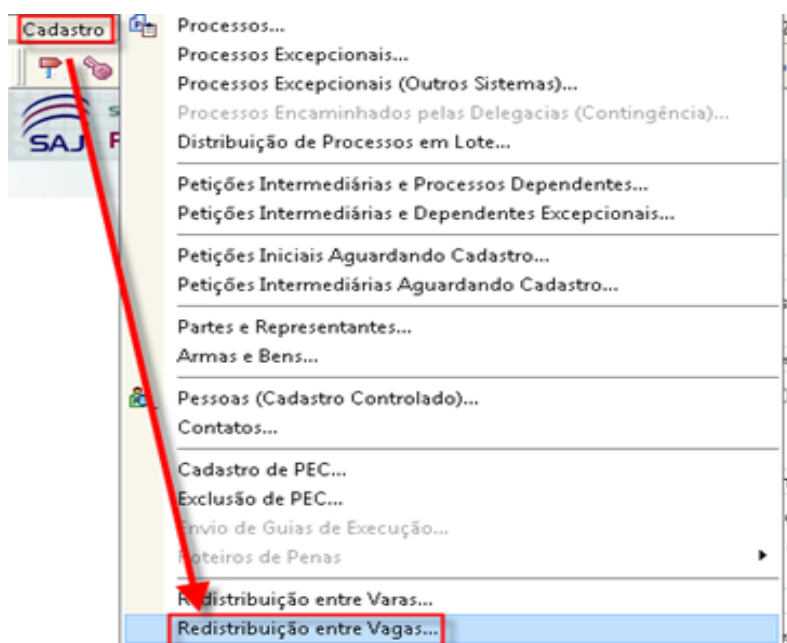 Cadastro
Processos...
Processos Excepcionais...
Processos Excepcionais (Outros Sistemas)...
Processos Encaminhados pelas Delegacias (Contingência)...
Distribuição de Processos em Lote...
SAJ
Petições Intermediárias e Processos Dependentes...
Petições Intermediárias e Dependentes Excepcionais...
Petições Iniciais Aguardando Cadastro...
Petições Intermediárias Aguardando Cadastro...
Partes e Representantes...
Armas e Bens...
Pessoas (Cadastro Controlado)...
Contatos...
Cadastro de PEC...
Exclusão de PEC...
Envio de Guias de Execução...
Roteiros de Penas
Redistribuição entre Varas...
Redistribuição entre Vagas...